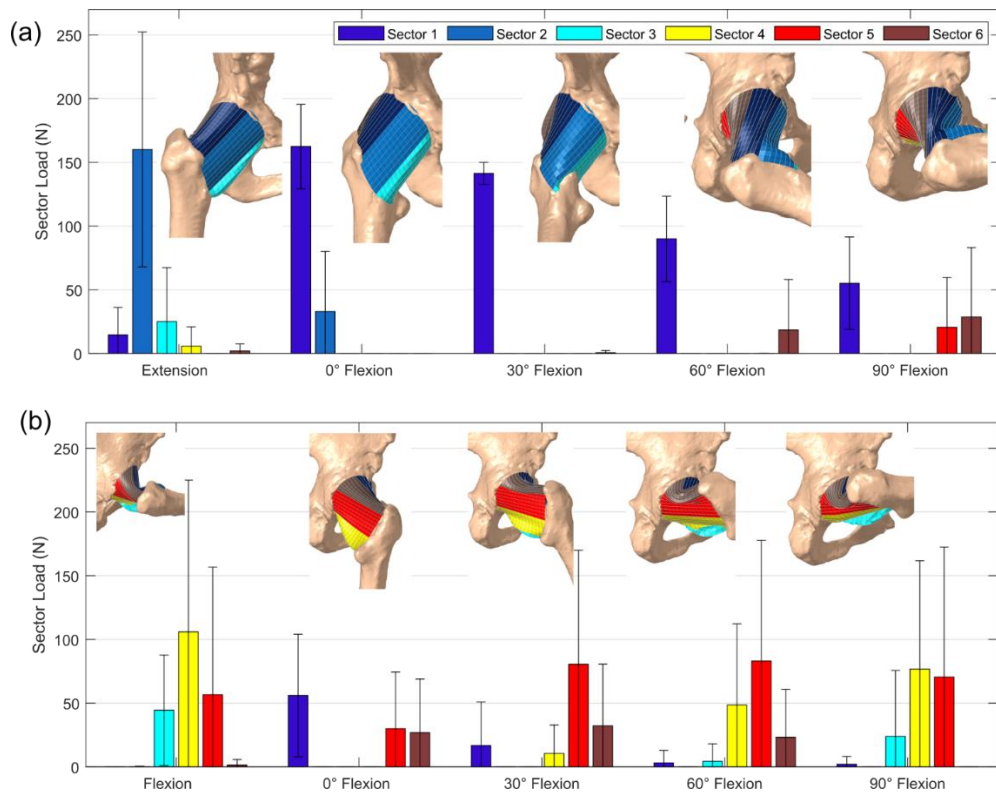 (a)
Sector 1 Sector 2 Sector 3 Sector 4 Sector 5 Sector 6
250
200
150
100
50
0
Sector Load (N)
Extension 0° Flexion 30° Flexion 60° Flexion 90° Flexion
(b)
250
200
150
100
50
0
Sector Load (N)
Flexion 0° Flexion 30° Flexion 60° Flexion 90° Flexion